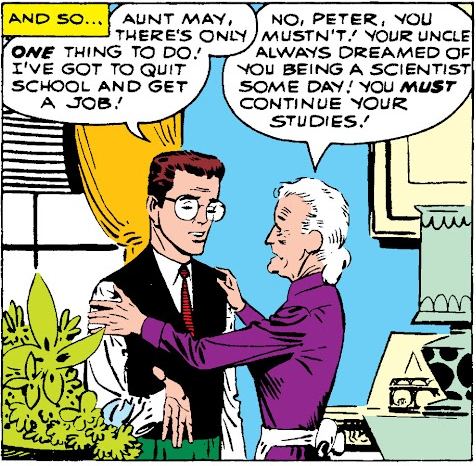 AND SO...
AUNT MAY,
THERE'S ONLY
ONE THING TO DO!
I'VE GOT TO QUIT
SCHOOL AND GET
A JOB!
NO, PETER, YOU
MUSTN'T! YOUR UNCLE
ALWAYS DREAMED OF
YOU BEING A SCIENTIST
SOME DAY! YOU MUST
CONTINUE YOUR
STUDIES!